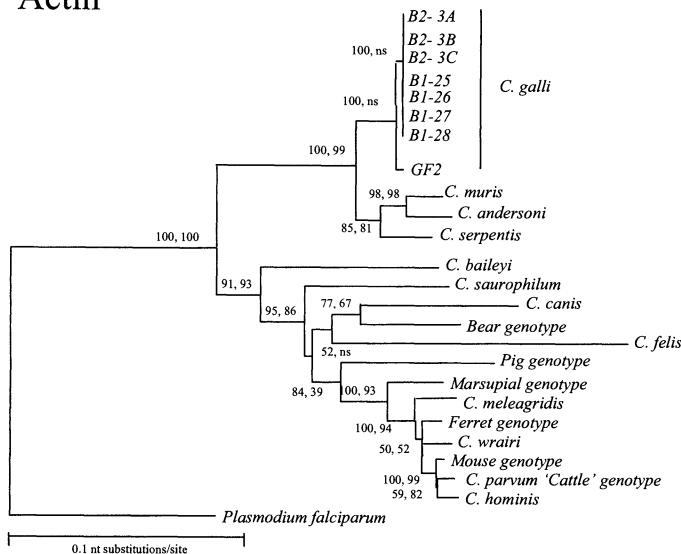 Actin
B2- 3A
B2- 3B
100, ns
B2- 3C
B1-25
C. galli
B1-26
100, ns
B1-27
B1-28
100, 99
GF2
98, 98
C. muris
C. andersoni
85, 81
C. serpentis
100, 100
C. baileyi
91, 93
C. saurophilum
95, 86
77, 67
C. canis
Bear genotype
C. felis
52, ns
Pig genotype
84, 39
100, 93
Marsupial genotype
C. meleagridis
100, 94
Ferret genotype
50, 52
C. wrairi
Mouse genotype
100, 99
C. parvum ‘Cattle’ genotype
59, 82
C. hominis
Plasmodium falciparum
0.1 nt substitutions/site